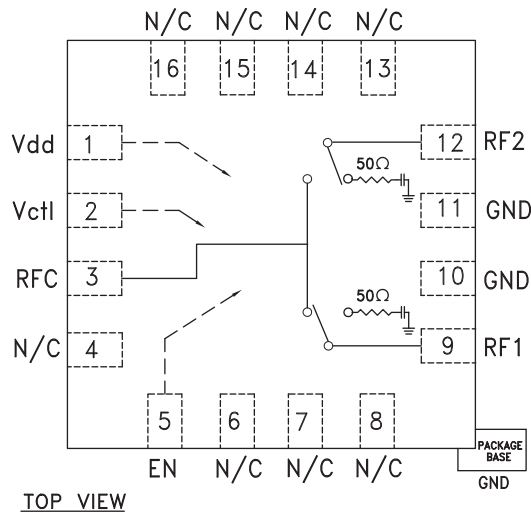 N/C N/C N/C N/C
16 15 14 13
Vdd 1 12 RF2
50Ω
Vctl 2 11 GND
RFC 3 10 GND
50Ω
N/C 4 9 RF1
5 6 7 8
EN N/C N/C N/C
PACKAGE
BASE
GND
TOP VIEW